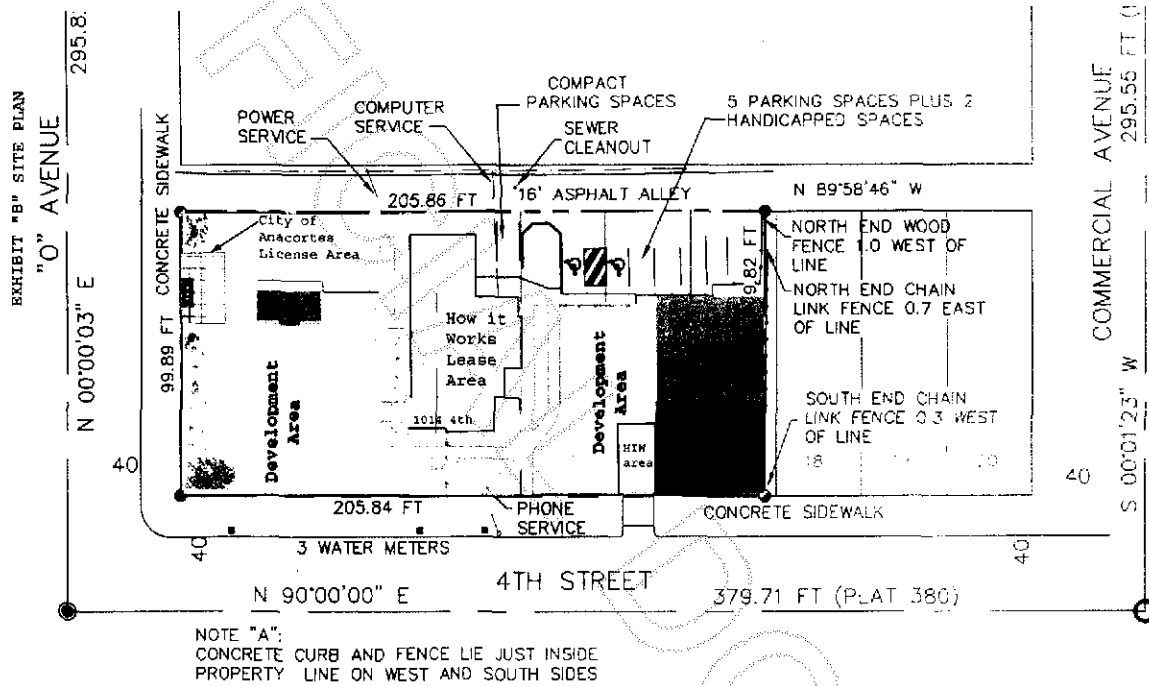 EXHIBIT "B" SITE PLAN
"O" AVENUE
N 00°00'03" E
CONCRETE SIDEWALK
99.89 FT
POWER
SERVICE
COMPUTER
SERVICE
COMPACT
PARKING SPACES
SEWER
CLEANOUT
5 PARKING SPACES PLUS 2
HANDICAPPED SPACES
205.86 FT
16' ASPHALT ALLEY
N 89°58'46" W
City of
Anacortes
License Area
Development
Area
How it
Works
Lease
Area
1014 4th
Development
Area
HIW
area
NORTH END WOOD
FENCE 1.0 WEST OF
LINE
NORTH END CHAIN
LINK FENCE 0.7 EAST
OF LINE
SOUTH END CHAIN
LINK FENCE 0.3 WEST
OF LINE
18
20
COMMERCIAL AVENUE
295.55 FT
S 00°01'23" W
40
40
205.84 FT
PHONE
SERVICE
CONCRETE SIDEWALK
3 WATER METERS
40
40
4TH STREET
N 90°00'00" E
379.71 FT (PLAT 380)
NOTE "A":
CONCRETE CURB AND FENCE LIE JUST INSIDE
PROPERTY LINE ON WEST AND SOUTH SIDES